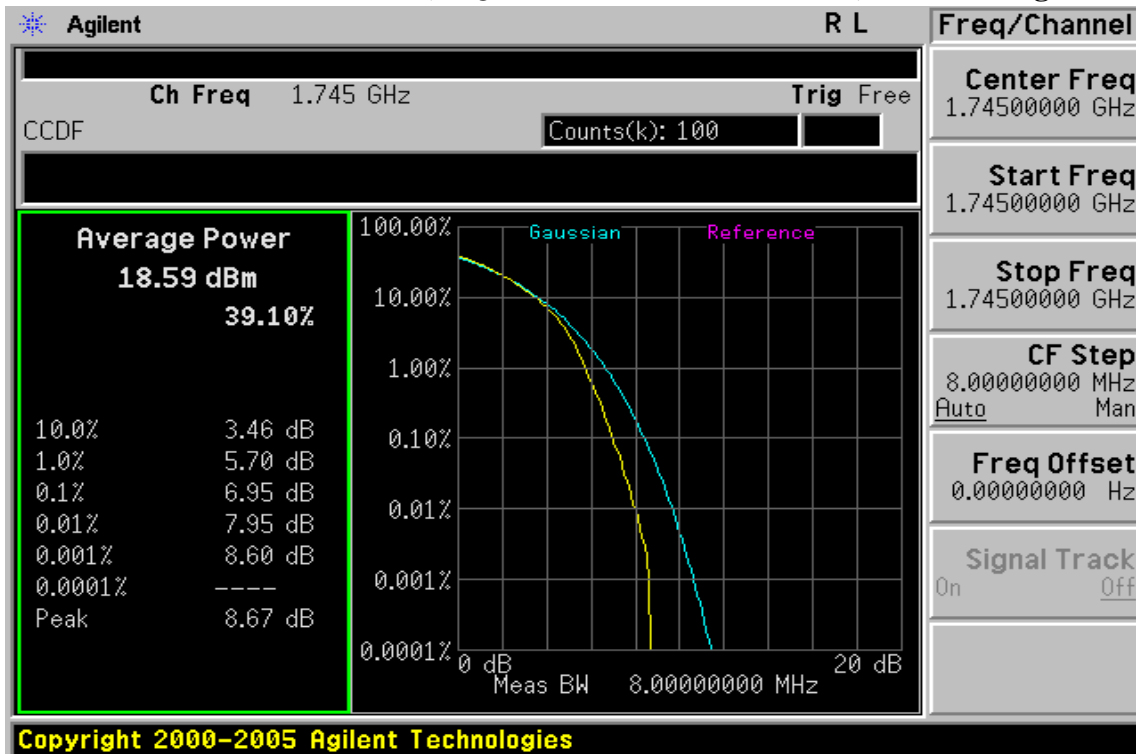 Agilent
R L
Freq/Channel
Ch Freq 1.745 GHz
Trig Free
CCDF
Counts(k): 100
Center Freq
1.74500000 GHz
Start Freq
1.74500000 GHz
Stop Freq
1.74500000 GHz
CF Step
8.00000000 MHz
Auto Man
Freq Offset
0.00000000 Hz
Signal Track
On Off
Average Power
18.59 dBm
39.10%
10.0% 3.46 dB
1.0% 5.70 dB
0.1% 6.95 dB
0.01% 7.95 dB
0.001% 8.60 dB
0.0001% ----
Peak 8.67 dB
100.00%
Gaussian
Reference
10.00%
1.00%
0.10%
0.01%
0.001%
0.0001%
0 dB
20 dB
Meas BW 8.00000000 MHz
Copyright 2000-2005 Agilent Technologies